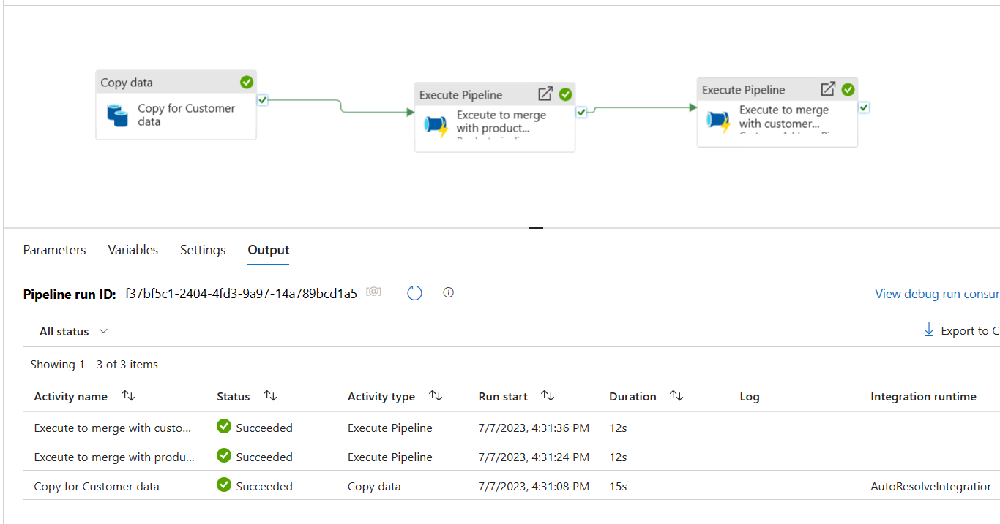 Copy data
Copy for Customer
data
Execute Pipeline
Exceute to merge
with product...
Execute Pipeline
Execute to merge
with customer...
Parameters Variables Settings Output
Pipeline run ID: f37bf5c1-2404-4fd3-9a97-14a789bcd1a5 [@]
View debug run consur
All status
Export to C
Showing 1 - 3 of 3 items
Activity name Status Activity type Run start Duration Log Integration runtime
Execute to merge with custo... Succeeded Execute Pipeline 7/7/2023, 4:31:36 PM 12s
Exceute to merge with produ... Succeeded Execute Pipeline 7/7/2023, 4:31:24 PM 12s
Copy for Customer data Succeeded Copy data 7/7/2023, 4:31:08 PM 15s AutoResolveIntegration